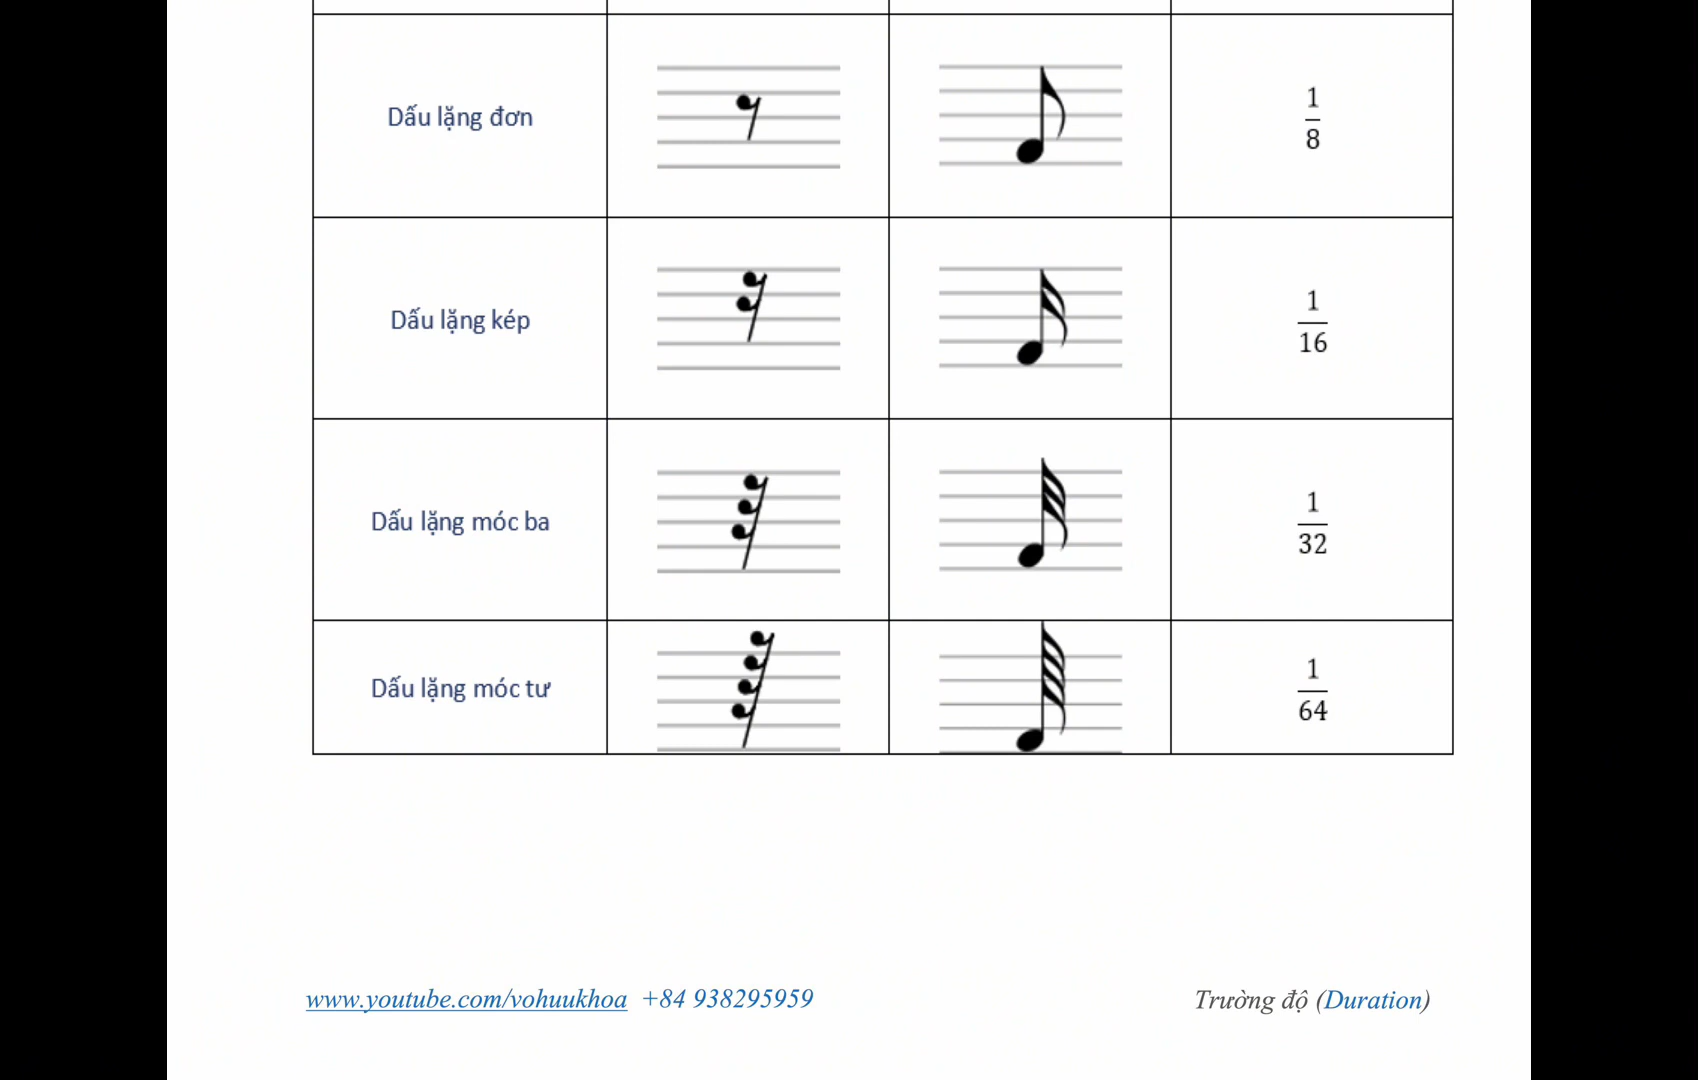 Dấu lặng đơn
1
8
Dấu lặng kép
1
16
Dấu lặng móc ba
1
32
Dấu lặng móc tư
1
64
www.youtube.com/vohuukhoa +84 938295959
Trường độ (Duration)